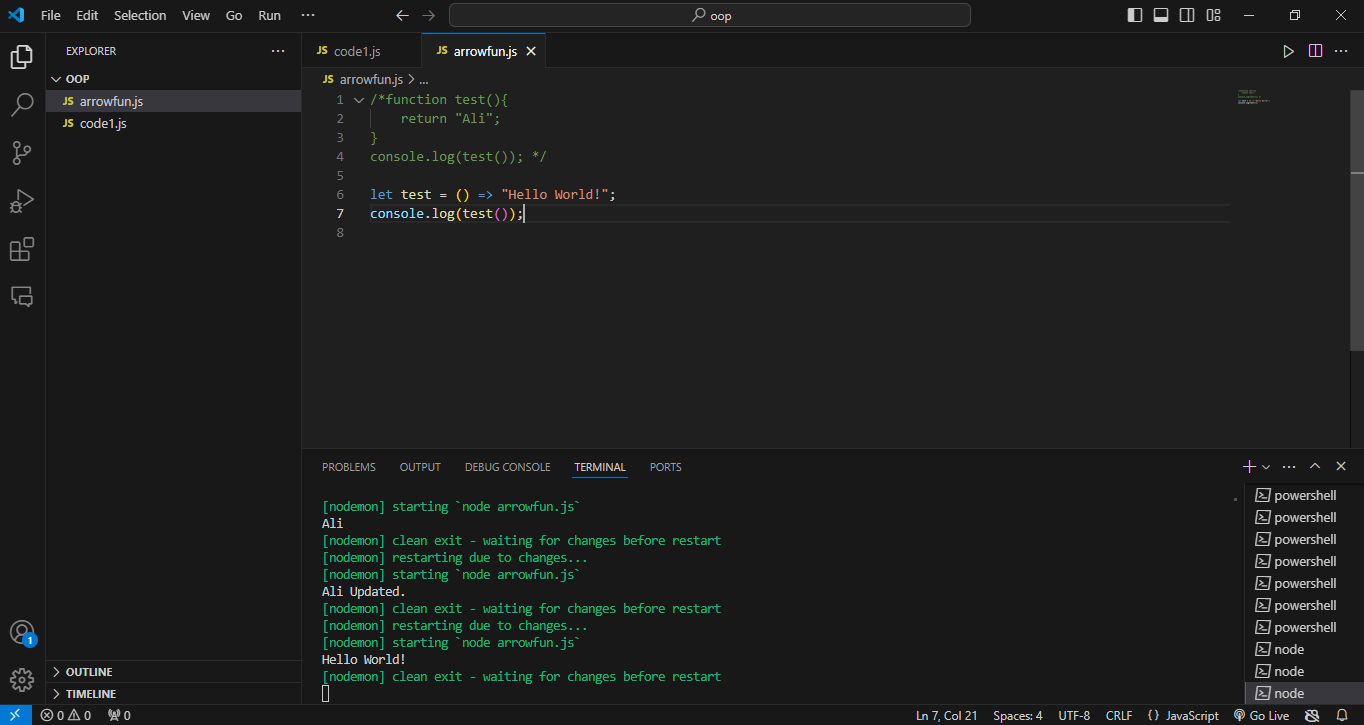 File Edit Selection View Go Run ··· oop
EXPLORER ···
OOP
JS arrowfun.js
JS code1.js
OUTLINE
TIMELINE
JS code1.js
JS arrowfun.js
JS arrowfun.js > ...
1 /*function test(){
2 return "Ali";
3 }
4 console.log(test()); */
5
6 let test = () => "Hello World!";
7 console.log(test());
8
PROBLEMS OUTPUT DEBUG CONSOLE TERMINAL PORTS
[nodemon] starting `node arrowfun.js`
Ali
[nodemon] clean exit - waiting for changes before restart
[nodemon] restarting due to changes...
[nodemon] starting `node arrowfun.js`
Ali Updated.
[nodemon] clean exit - waiting for changes before restart
[nodemon] restarting due to changes...
[nodemon] starting `node arrowfun.js`
Hello World!
[nodemon] clean exit - waiting for changes before restart
powershell
powershell
powershell
powershell
powershell
powershell
powershell
node
node
node
1
0 0 0 Ln 7, Col 21 Spaces: 4 UTF-8 CRLF {} JavaScript Go Live